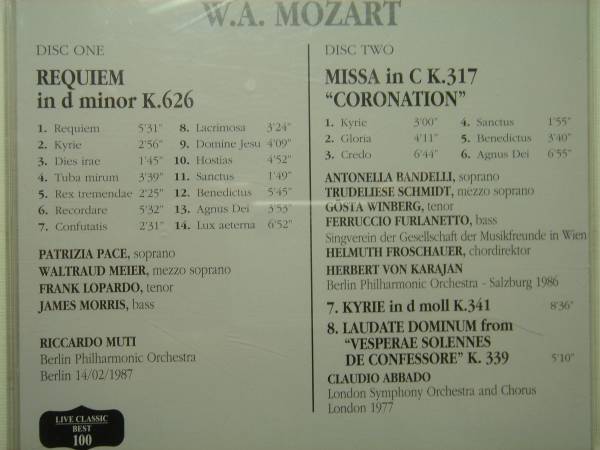 W.A. MOZART
DISC ONE
REQUIEM
in d minor K.626
1. Requiem 5'31"
2. Kyrie 2'56"
3. Dies irae 1'45"
4. Tuba mirum 3'39"
5. Rex tremendae 2'25"
6. Recordare 5'32"
7. Confutatis 2'31"
8. Lacrimosa 3'24"
9. Domine Jesu 4'09"
10. Hostias 4'52"
11. Sanctus 1'49"
12. Benedictus 5'45"
13. Agnus Dei 3'53"
14. Lux aeterna 6'52"
PATRIZIA PACE, soprano
WALTRAUD MEIER, mezzo soprano
FRANK LOPARDO, tenor
JAMES MORRIS, bass
RICCARDO MUTI
Berlin Philharmonic Orchestra
Berlin 14/02/1987
LIVE CLASSIC
BEST
100
DISC TWO
MISSA in C K.317
“CORONATION”
1. Kyrie 3'00"
2. Gloria 4'11"
3. Credo 6'44"
4. Sanctus 1'55"
5. Benedictus 3'40"
6. Agnus Dei 6'55"
ANTONELLA BANDELLI, soprano
TRUDELIESE SCHMIDT, mezzo soprano
GÖSTA WINBERG, tenor
FERRUCCIO FURLANETTO, bass
Singverein der Gesellschaft der Musikfreunde in Wien
HELMUTH FROSCHAUER, chordirektor
HERBERT VON KARAJAN
Berlin Philharmonic Orchestra - Salzburg 1986
7. KYRIE in d moll K.341 8'36"
8. LAUDATE DOMINUM from
“VESPERAE SOLENNES
DE CONFESSORE” K. 339 5'10"
CLAUDIO ABBADO
London Symphony Orchestra and Chorus
London 1977